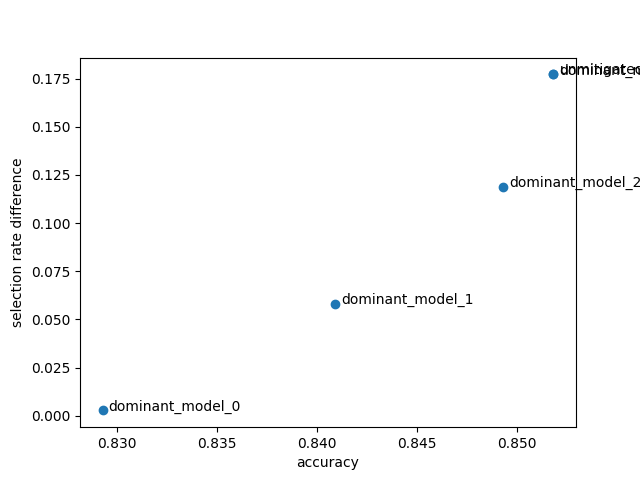 0.175
0.150
0.125
0.100
0.075
0.050
0.025
0.000
selection rate difference
dominant_model_2
dominant_model_1
dominant_model_0
0.830 0.835 0.840 0.845 0.850
accuracy